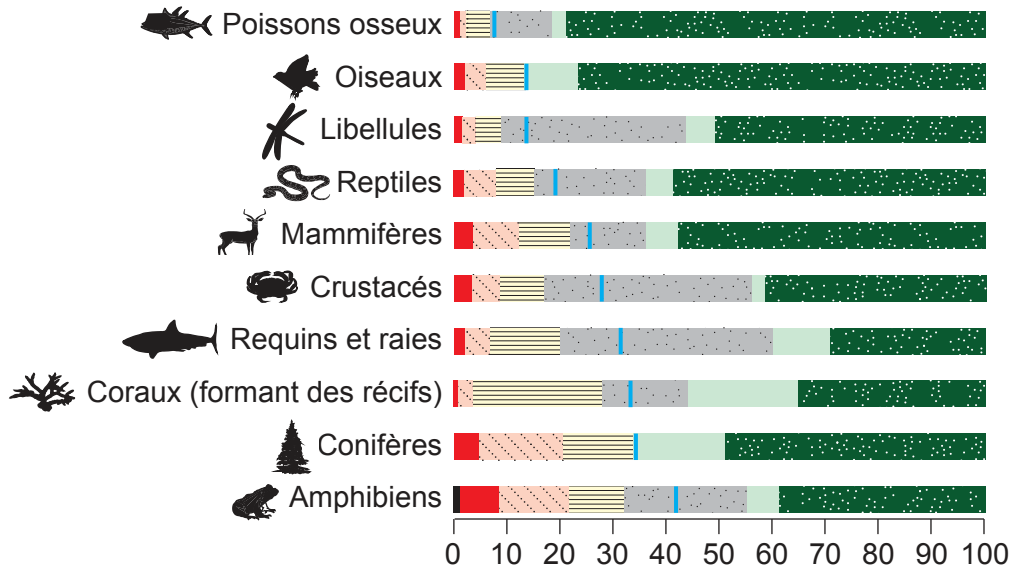 Poissons osseux
Oiseaux
Libellules
Reptiles
Mammifères
Crustacés
Requins et raies
Coraux (formant des récifs)
Conifères
Amphibiens
0 10 20 30 40 50 60 70 80 90 100